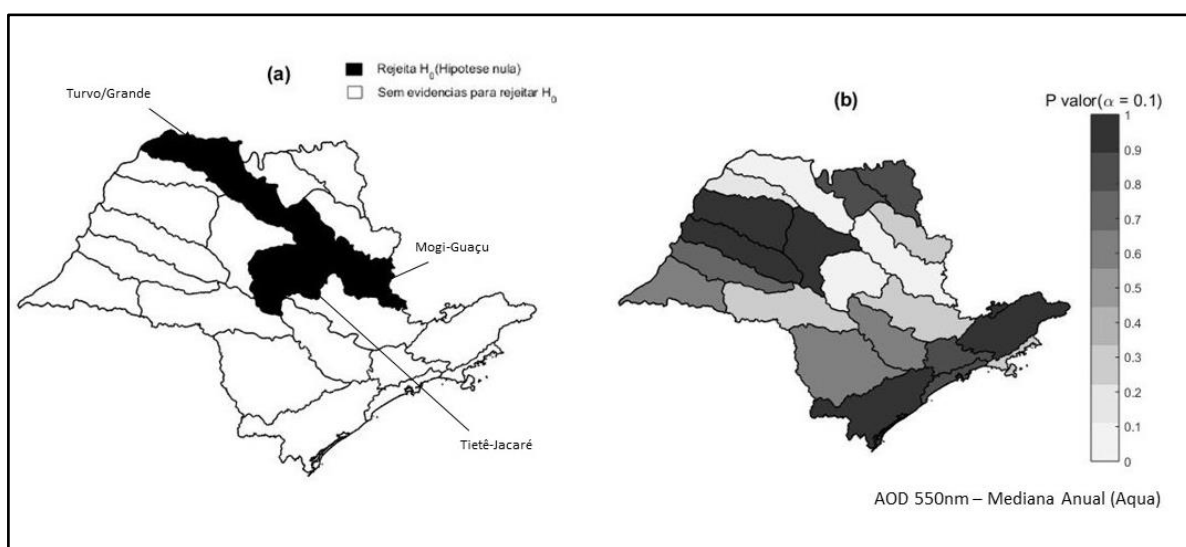 (a)
Rejeita H0(Hipotese nula)
Sem evidencias para rejeitar H0
Turvo/Grande
Mogi-Guaçu
Tietê-Jacaré
(b)
P valor(α = 0.1)
1
0.9
0.8
0.7
0.6
0.5
0.4
0.3
0.2
0.1
0
AOD 550nm – Mediana Anual (Aqua)